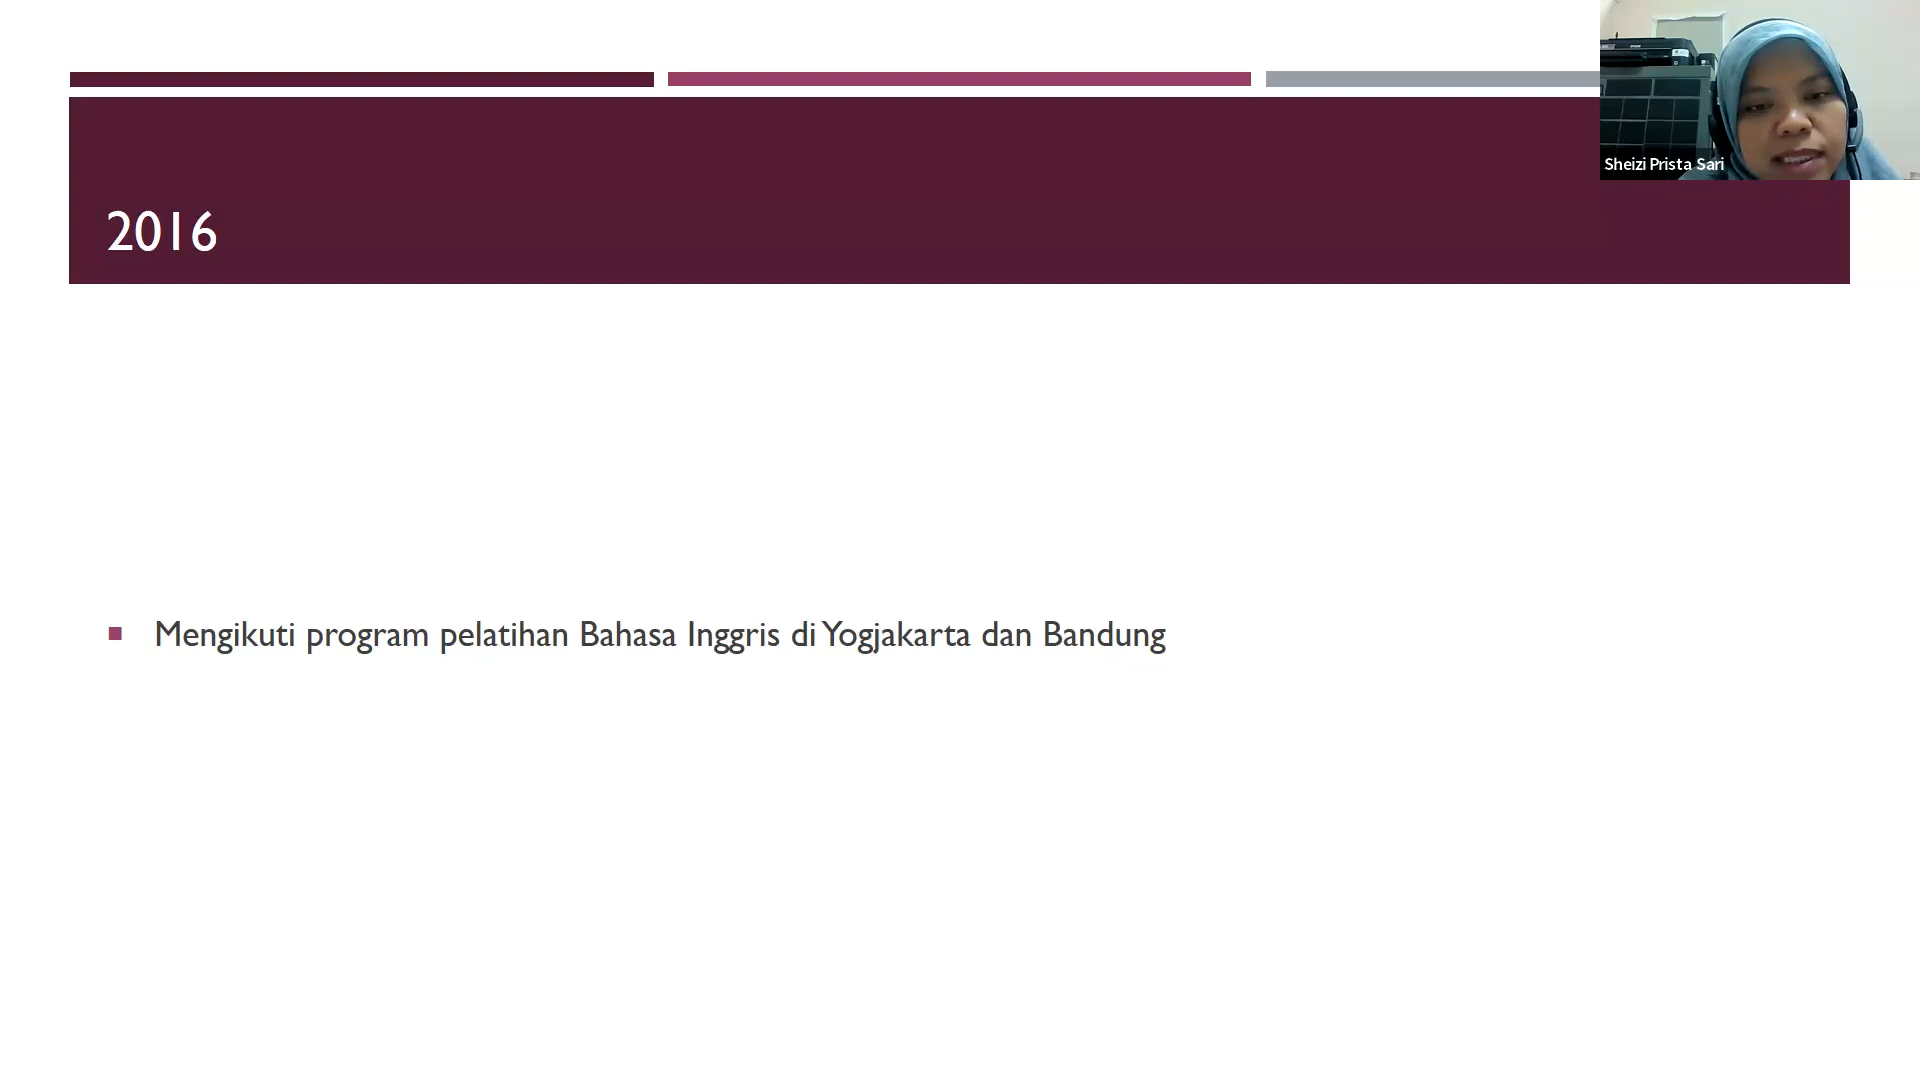 Sheizi Prista Sari
2016
Mengikuti program pelatihan Bahasa Inggris di Yogjakarta dan Bandung